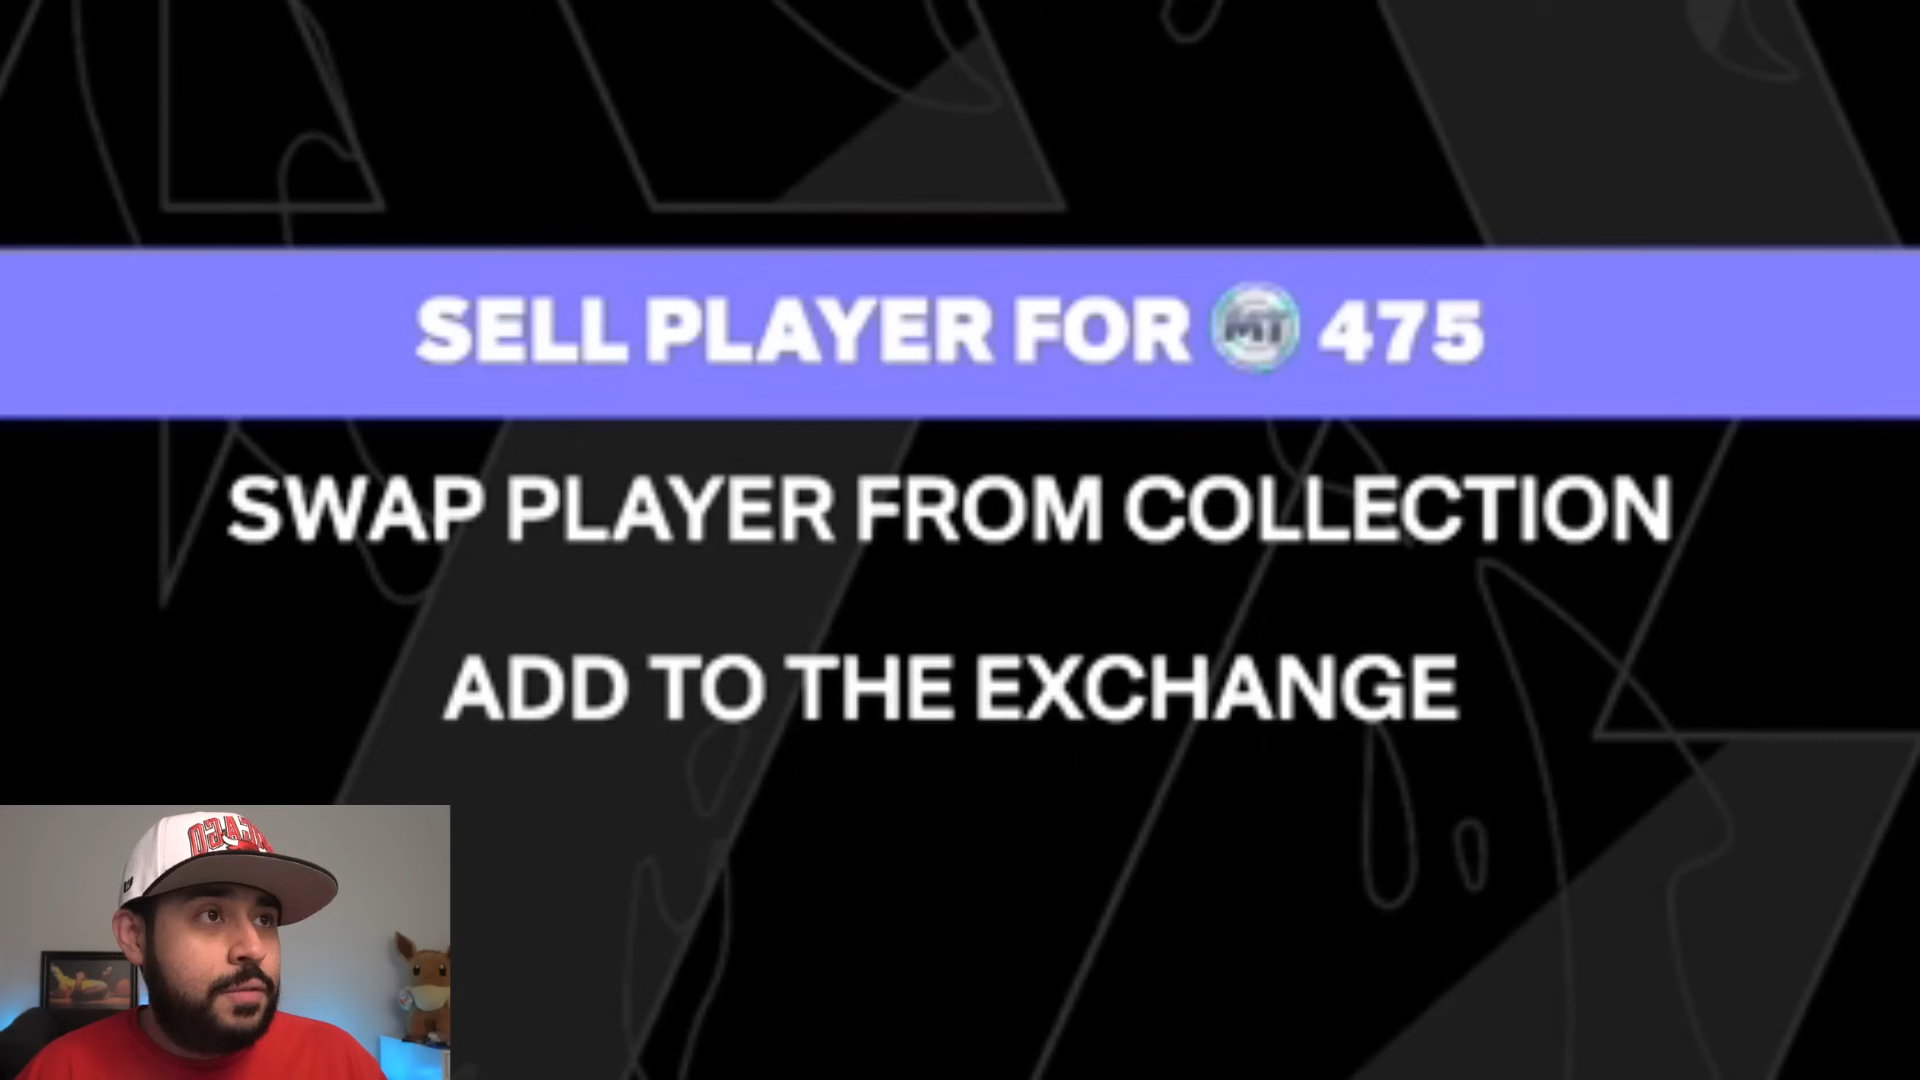 SELL PLAYER FOR MT 475
SWAP PLAYER FROM COLLECTION
ADD TO THE EXCHANGE